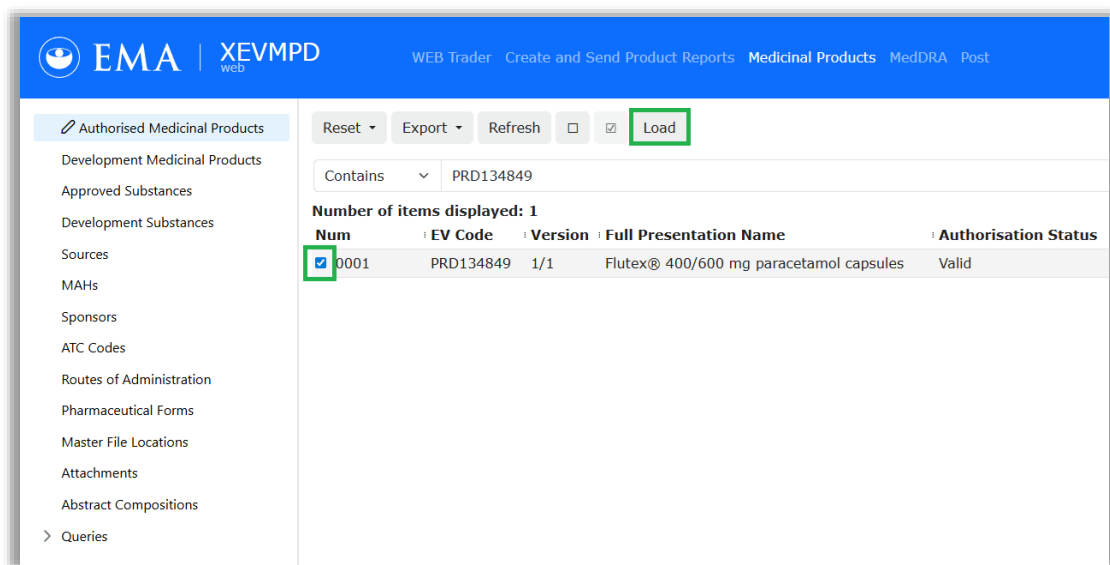 EMA | XEVMPD
web
WEB Trader Create and Send Product Reports Medicinal Products MedDRA Post
Authorised Medicinal Products
Development Medicinal Products
Approved Substances
Development Substances
Sources
MAHs
Sponsors
ATC Codes
Routes of Administration
Pharmaceutical Forms
Master File Locations
Attachments
Abstract Compositions
Queries
Reset Export Refresh Load
Contains PRD134849
Number of items displayed: 1
Num EV Code Version Full Presentation Name Authorisation Status
0001 PRD134849 1/1 Flutex® 400/600 mg paracetamol capsules Valid